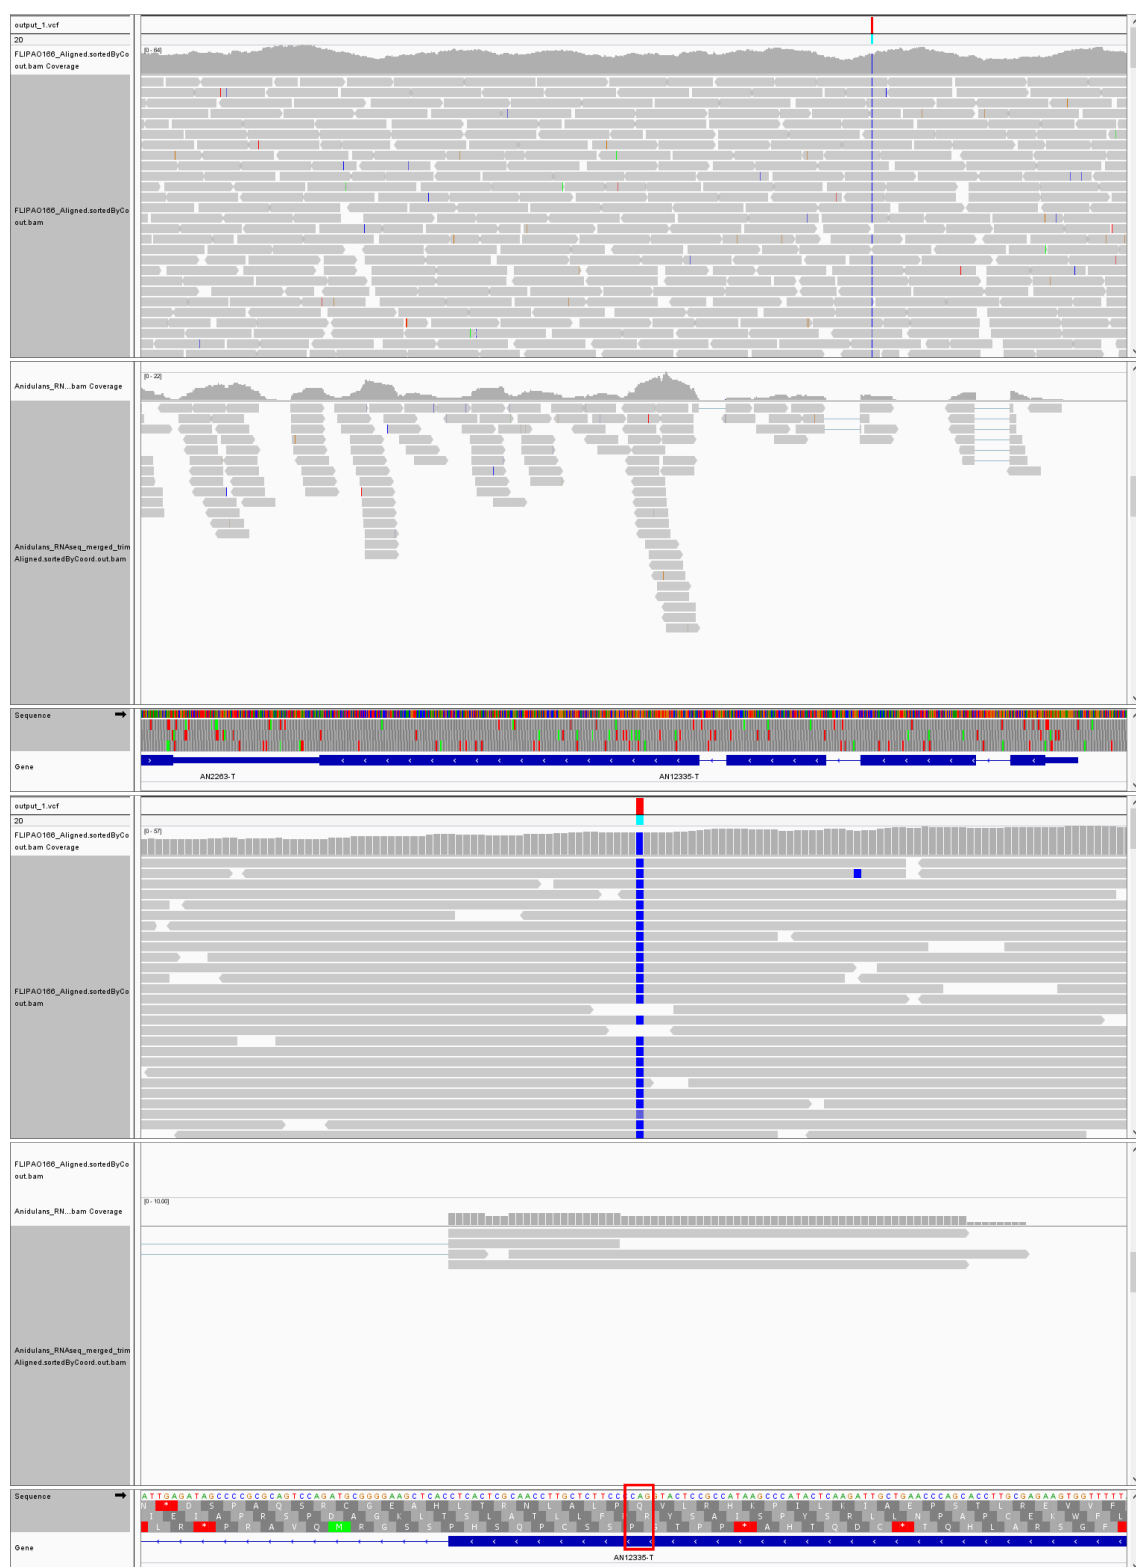 output_1.vcf
20
FLIPAO166_Aligned.sortedByCo
out.bam Coverage
[0 - 64]
FLIPAO166_Aligned.sortedByCo
out.bam
Anidulans_RN...bam Coverage
[0 - 22]
Anidulans_RNAseq_merged_trim
Aligned.sortedByCoord.out.bam
Sequence
Gene
AN2263-T
AN12335-T
output_1.vcf
20
FLIPAO166_Aligned.sortedByCo
out.bam Coverage
[0 - 57]
FLIPAO166_Aligned.sortedByCo
out.bam
FLIPAO166_Aligned.sortedByCo
out.bam
Anidulans_RN...bam Coverage
[0 - 10.00]
Anidulans_RNAseq_merged_trim
Aligned.sortedByCoord.out.bam
Sequence
N * D S P A Q S R C G E A H L T R N L A L P Q V L R H K P I L K I A E P S T L R E V V F
Gene
AN12335-T